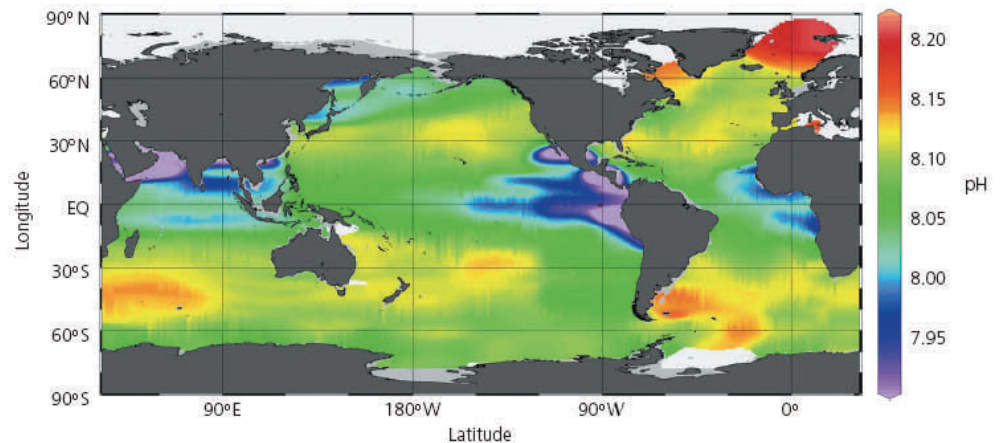 90º N
60º N
30º N
EQ
30º S
60º S
90º S
Longitude
90ºE
180ºW
90ºW
0º
Latitude
8.20
8.15
8.10
8.05
8.00
7.95
pH